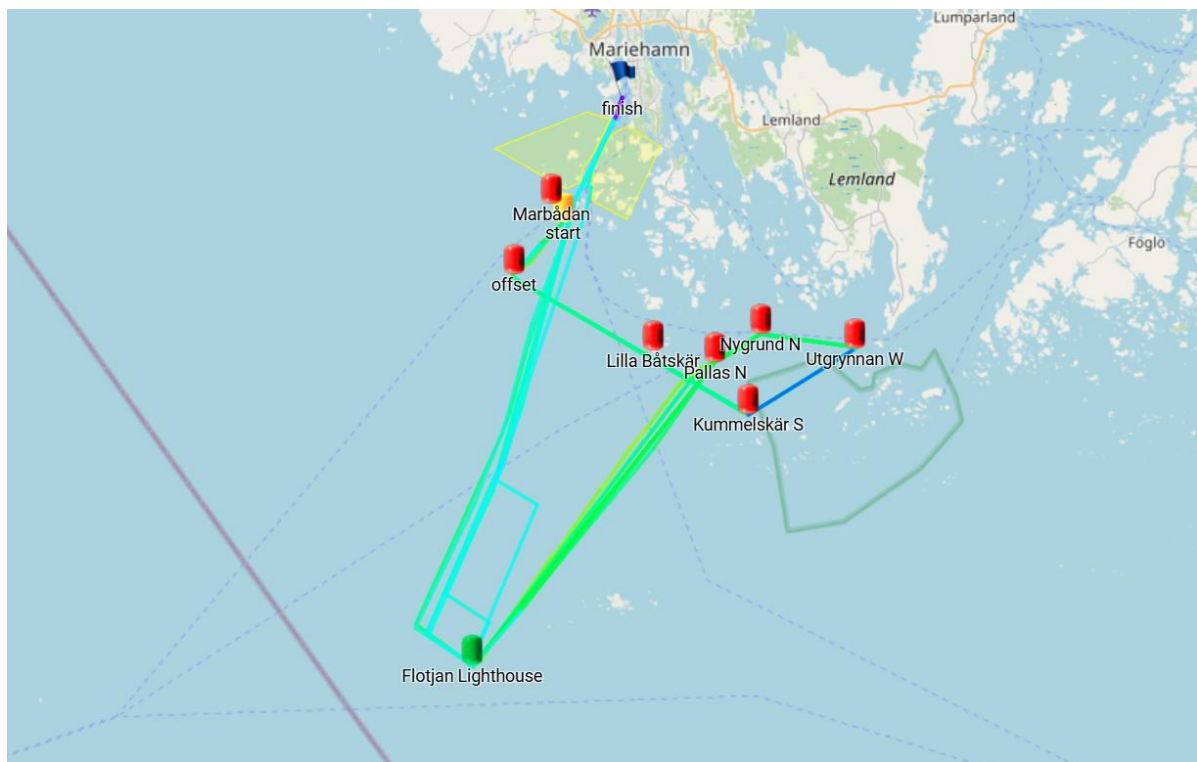 Lumparland
Mariehamn
finish
Lemland
Lemland
Marbådan
start
Föglö
offset
Nygrund N
Lilla Båtskär
Utgrynnan W
Pallas N
Kummelskär S
Flotjan Lighthouse